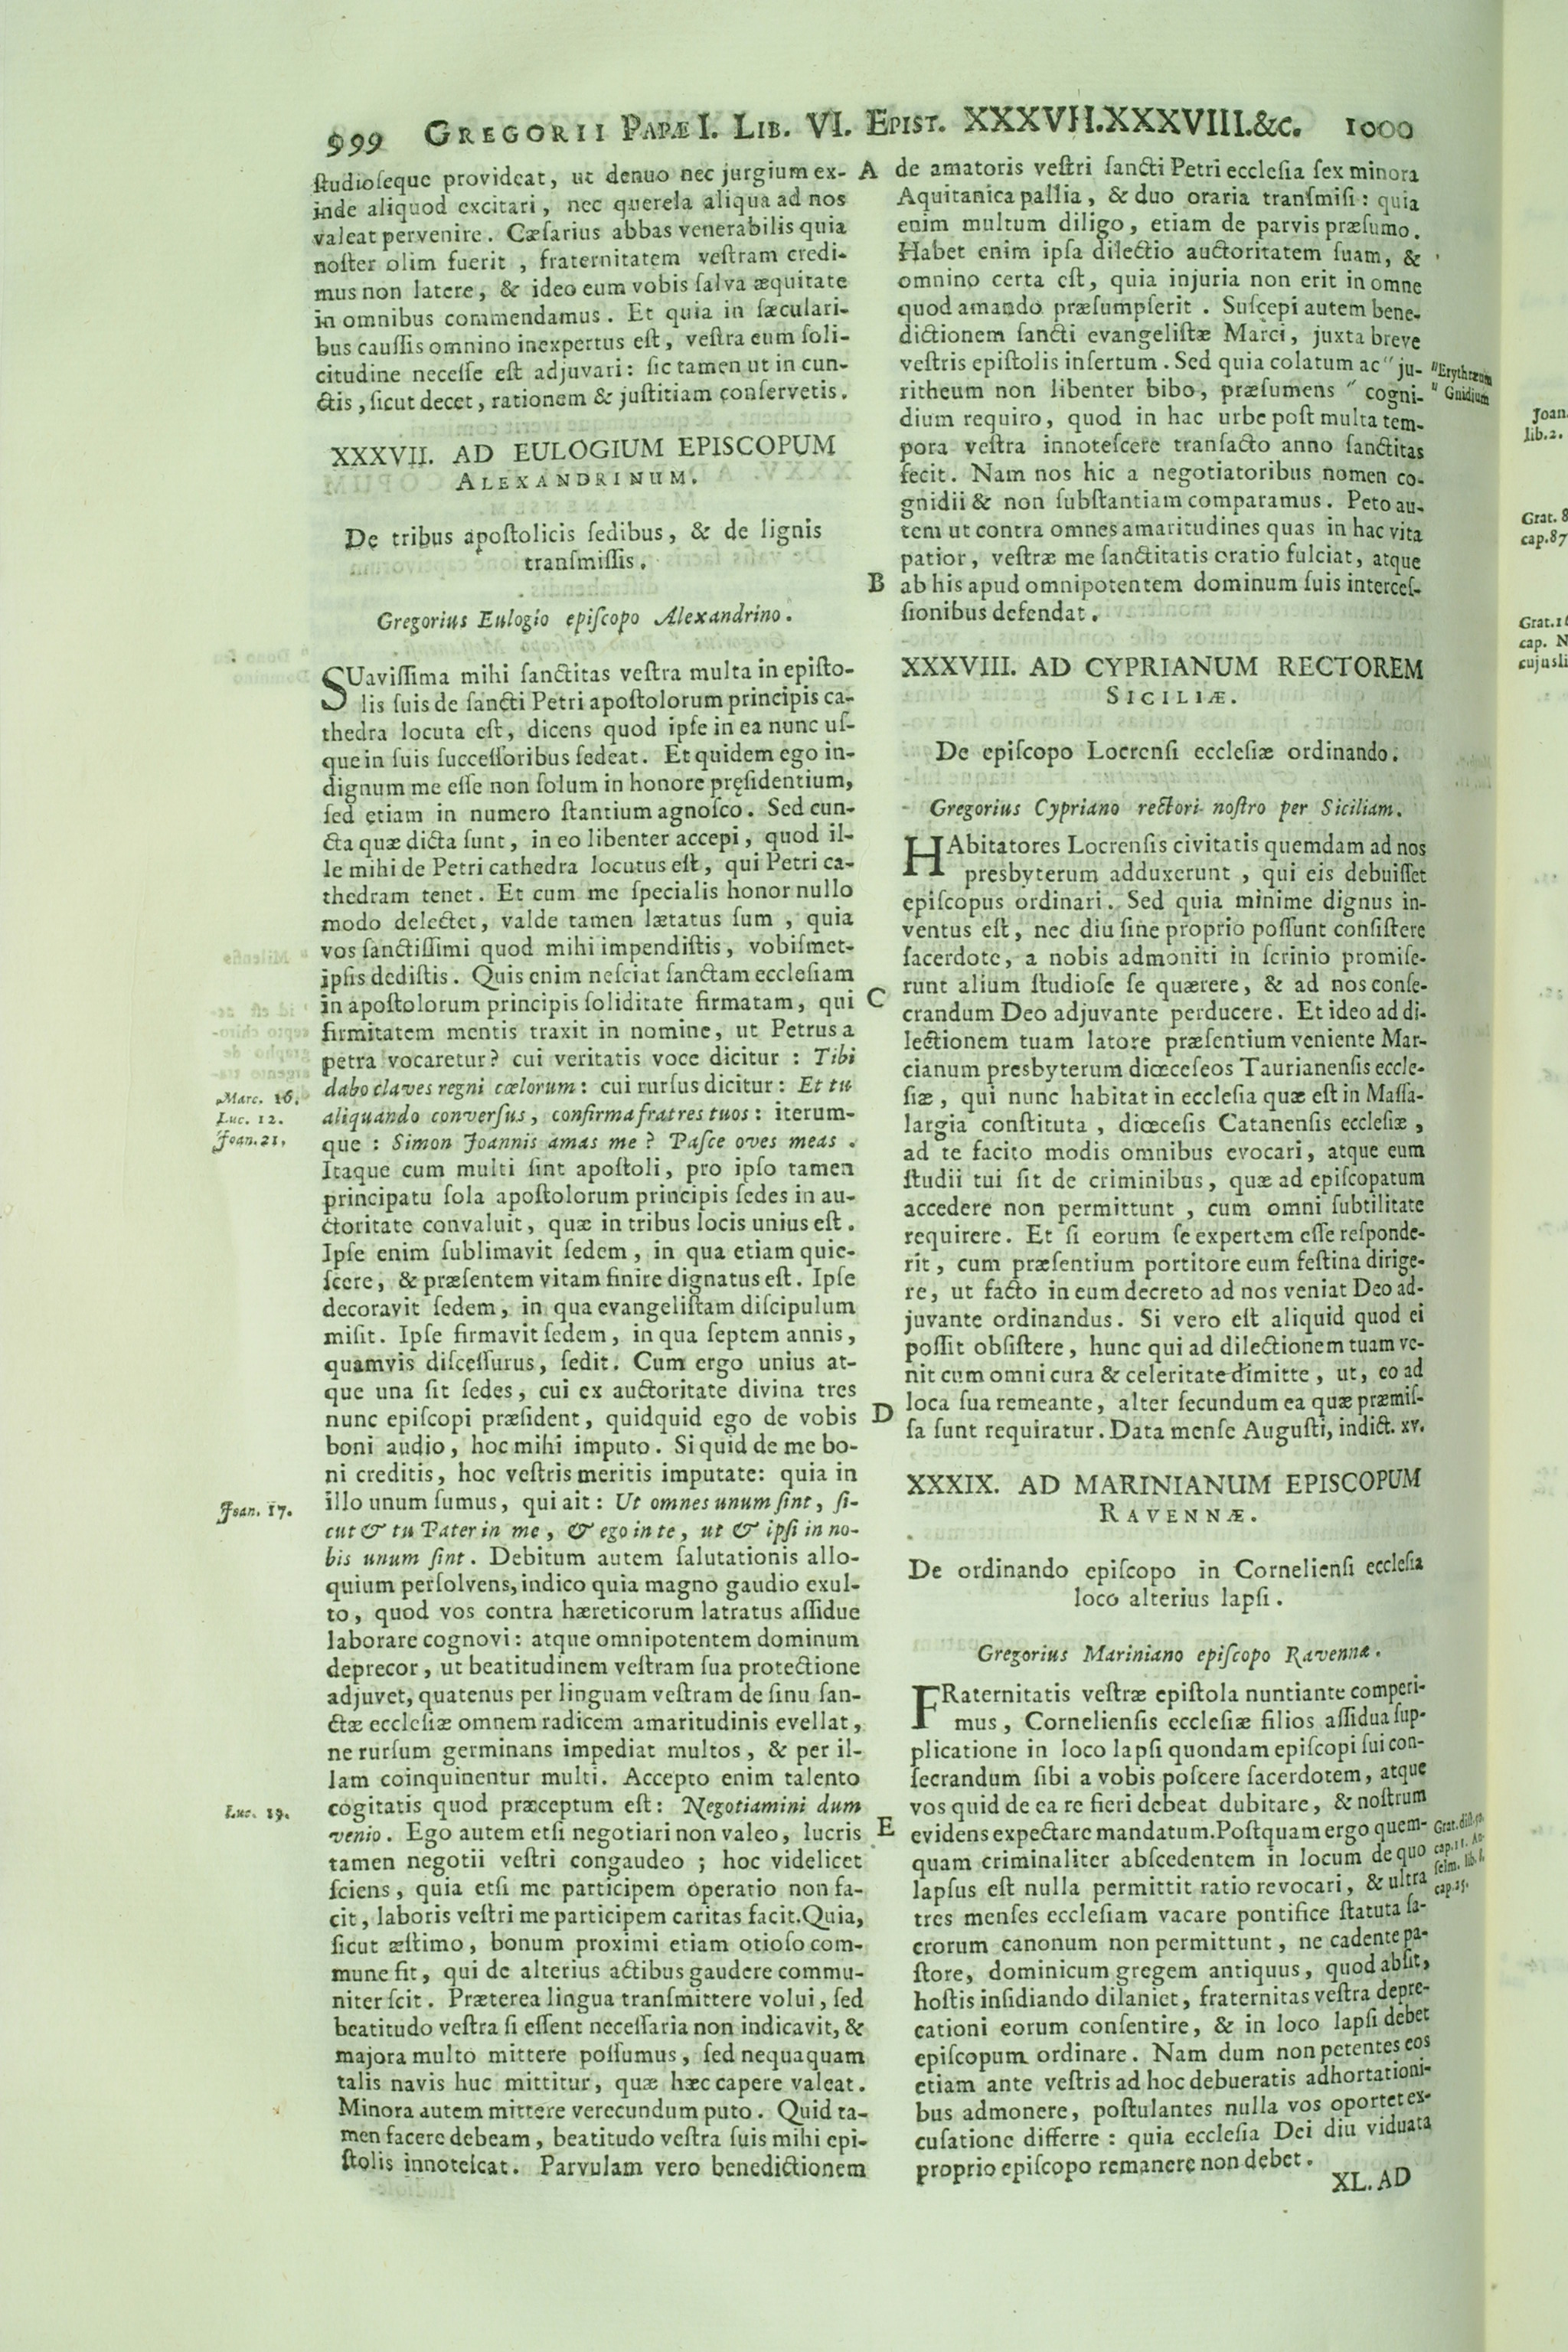 999 GREGORII PAPÆ I. LIB. VI. EPIST. XXXVII.XXXVIII.&c. 1000
ſtudioſeque provideat, ut denuo nec jurgium ex-
inde aliquod excitari, nec querela aliqua ad nos
valeat pervenire. Cæſarius abbas venerabilis quia
noſter olim fuerit, fraternitatem veſtram credi-
mus non latere, & ideo eum vobis ſalva æquitate
in omnibus commendamus. Et quia in ſæculari-
bus cauſſis omnino inexpertus eſt, veſtra eum ſoli-
citudine neceſſe eſt adjuvari: ſic tamen ut in cun-
ctis, ſicut decet, rationem & juſtitiam conſervetis.
XXXVII. AD EULOGIUM EPISCOPUM
ALEXANDRINUM.
De tribus apoſtolicis ſedibus, & de lignis
tranſmiſſis.
Gregorius Eulogio epiſcopo Alexandrino.
SUaviſſima mihi ſanctitas veſtra multa in epiſto-
lis ſuis de ſancti Petri apoſtolorum principis ca-
thedra locuta eſt, dicens quod ipſe in ea nunc uſ-
que in ſuis ſucceſſoribus ſedeat. Et quidem ego in-
dignum me eſſe non ſolum in honore pręſidentium,
ſed etiam in numero ſtantium agnoſco. Sed cun-
cta quæ dicta ſunt, in eo libenter accepi, quod il-
le mihi de Petri cathedra locutus eſt, qui Petri ca-
thedram tenet. Et cum me ſpecialis honor nullo
modo delectet, valde tamen lætatus ſum, quia
vos ſanctiſſimi quod mihi impendiſtis, vobiſmet-
ipſis dediſtis. Quis enim neſciat ſanctam eccleſiam
in apoſtolorum principis ſoliditate firmatam, qui
firmitatem mentis traxit in nomine, ut Petrus a
petra vocaretur? cui veritatis voce dicitur: Tibi
dabo claves regni cælorum: cui rurſus dicitur: Et tu
aliquando converſus, confirma fratres tuos: iterum-
que: Simon Joannis amas me? Paſce oves meas.
Marc. 16.
Luc. 12.
Joan. 21.
Itaque cum multi ſint apoſtoli, pro ipſo tamen
principatu ſola apoſtolorum principis ſedes in au-
ctoritate convaluit, quæ in tribus locis unius eſt.
Ipſe enim ſublimavit ſedem, in qua etiam quie-
ſcere, & præſentem vitam finire dignatus eſt. Ipſe
decoravit ſedem, in qua evangeliſtam diſcipulum
miſit. Ipſe firmavit ſedem, in qua ſeptem annis,
quamvis diſceſſurus, ſedit. Cum ergo unius at-
que una ſit ſedes, cui ex auctoritate divina tres
nunc epiſcopi præſident, quidquid ego de vobis
boni audio, hoc mihi imputo. Si quid de me bo-
ni creditis, hoc veſtris meritis imputate: quia in
illo unum ſumus, qui ait: Ut omnes unum ſint, ſi-
Joan. 17.
cut & tu Pater in me, & ego in te, ut & ipſi in no-
bis unum ſint. Debitum autem ſalutationis allo-
quium perſolvens, indico quia magno gaudio exul-
to, quod vos contra hæreticorum latratus aſſidue
laborare cognovi: atque omnipotentem dominum
deprecor, ut beatitudinem veſtram ſua protectione
adjuvet, quatenus per linguam veſtram de ſinu ſan-
ctæ eccleſiæ omnem radicem amaritudinis evellat,
ne rurſum germinans impediat multos, & per il-
lam coinquinentur multi. Accepto enim talento
cogitatis quod præceptum eſt: Negotiamini dum
Luc. 19.
venio. Ego autem etſi negotiari non valeo, lucris
tamen negotii veſtri congaudeo; hoc videlicet
ſciens, quia etſi me participem operatio non fa-
cit, laboris veſtri me participem caritas facit. Quia,
ſicut æſtimo, bonum proximi etiam otioſo com-
mune fit, qui de alterius actibus gaudere commu-
niter ſcit. Præterea lingua tranſmittere volui, ſed
beatitudo veſtra ſi eſſent neceſſaria non indicavit, &
majora multo mittere poſſumus, ſed nequaquam
talis navis huc mittitur, quæ hæc capere valeat.
Minora autem mittere verecundum puto. Quid ta-
men facere debeam, beatitudo veſtra ſuis mihi epi-
ſtolis innoteſcat. Parvulam vero benedictionem
A
B
C
D
E
de amatoris veſtri ſancti Petri eccleſia ſex minora
Aquitanica pallia, & duo oraria tranſmiſi: quia
enim multum diligo, etiam de parvis præſumo.
Habet enim ipſa dilectio auctoritatem ſuam, &
omnino certa eſt, quia injuria non erit in omne
quod amando præſumpſerit. Suſcepi autem bene-
dictionem ſancti evangeliſtæ Marci, juxta breve
veſtris epiſtolis inſertum. Sed quia colatum ac " ju-
ritheum non libenter bibo, præſumens " cogni-
" Erythræum
" Gnidium
dium requiro, quod in hac urbe poſt multa tem-
pora veſtra innoteſcere tranſacto anno ſanctitas
fecit. Nam nos hic a negotiatoribus nomen co-
gnidii & non ſubſtantiam comparamus. Peto au-
tem ut contra omnes amaritudines quas in hac vita
patior, veſtræ me ſanctitatis oratio fulciat, atque
ab his apud omnipotentem dominum ſuis interceſ-
ſionibus defendat.
XXXVIII. AD CYPRIANUM RECTOREM
SICILIÆ.
De epiſcopo Locrenſi eccleſiæ ordinando.
Gregorius Cypriano rectori noſtro per Siciliam.
HAbitatores Locrenſis civitatis quemdam ad nos
presbyterum adduxerunt, qui eis debuiſſet
epiſcopus ordinari. Sed quia minime dignus in-
ventus eſt, nec diu ſine proprio poſſunt conſiſtere
ſacerdote, a nobis admoniti in ſcrinio promiſe-
runt alium ſtudioſe ſe quærere, & ad nos conſe-
crandum Deo adjuvante perducere. Et ideo ad di-
lectionem tuam latore præſentium veniente Mar-
cianum presbyterum diœceſeos Taurianenſis eccle-
ſiæ, qui nunc habitat in eccleſia quæ eſt in Maſſa-
largia conſtituta, diœceſis Catanenſis eccleſiæ,
ad te facito modis omnibus evocari, atque eum
ſtudii tui ſit de criminibus, quæ ad epiſcopatum
accedere non permittunt, cum omni ſubtilitate
requirere. Et ſi eorum ſe expertem eſſe reſponde-
rit, cum præſentium portitore eum feſtina dirige-
re, ut facto in eum decreto ad nos veniat Deo ad-
juvante ordinandus. Si vero eſt aliquid quod ei
poſſit obſiſtere, hunc qui ad dilectionem tuam ve-
nit cum omni cura & celeritate dimitte, ut, eo ad
loca ſua remeante, alter ſecundum ea quæ præmiſ-
ſa ſunt requiratur. Data menſe Auguſti, indict. xv.
XXXIX. AD MARINIANUM EPISCOPUM
RAVENNÆ.
De ordinando epiſcopo in Cornelienſi eccleſia
loco alterius lapſi.
Gregorius Mariniano epiſcopo Ravennæ.
FRaternitatis veſtræ epiſtola nuntiante comperi-
mus, Cornelienſis eccleſiæ filios aſſidua ſup-
plicatione in loco lapſi quondam epiſcopi ſui con-
ſecrandum ſibi a vobis poſcere ſacerdotem, atque
vos quid de ea re fieri debeat dubitare, & noſtrum
evidens expectare mandatum. Poſtquam ergo quem-
quam criminaliter abſcedentem in locum de quo
lapſus eſt nulla permittit ratio revocari, & ultra
tres menſes eccleſiam vacare pontifice ſtatuta ſa-
crorum canonum non permittunt, ne cadente pa-
ſtore, dominicum gregem antiquus, quod abſit,
hoſtis inſidiando dilaniet, fraternitas veſtra depre-
cationi eorum conſentire, & in loco lapſi debet
epiſcopum ordinare. Nam dum non petentes eos
etiam ante veſtris ad hoc debueratis adhortationi-
bus admonere, poſtulantes nulla vos oportet ex-
cuſatione differre: quia eccleſia Dei diu viduata
proprio epiſcopo remanere non debet.
XL. AD
Joan.
lib.2.
Grat. 8
cap.87
Grat.16
cap. N
cujusli